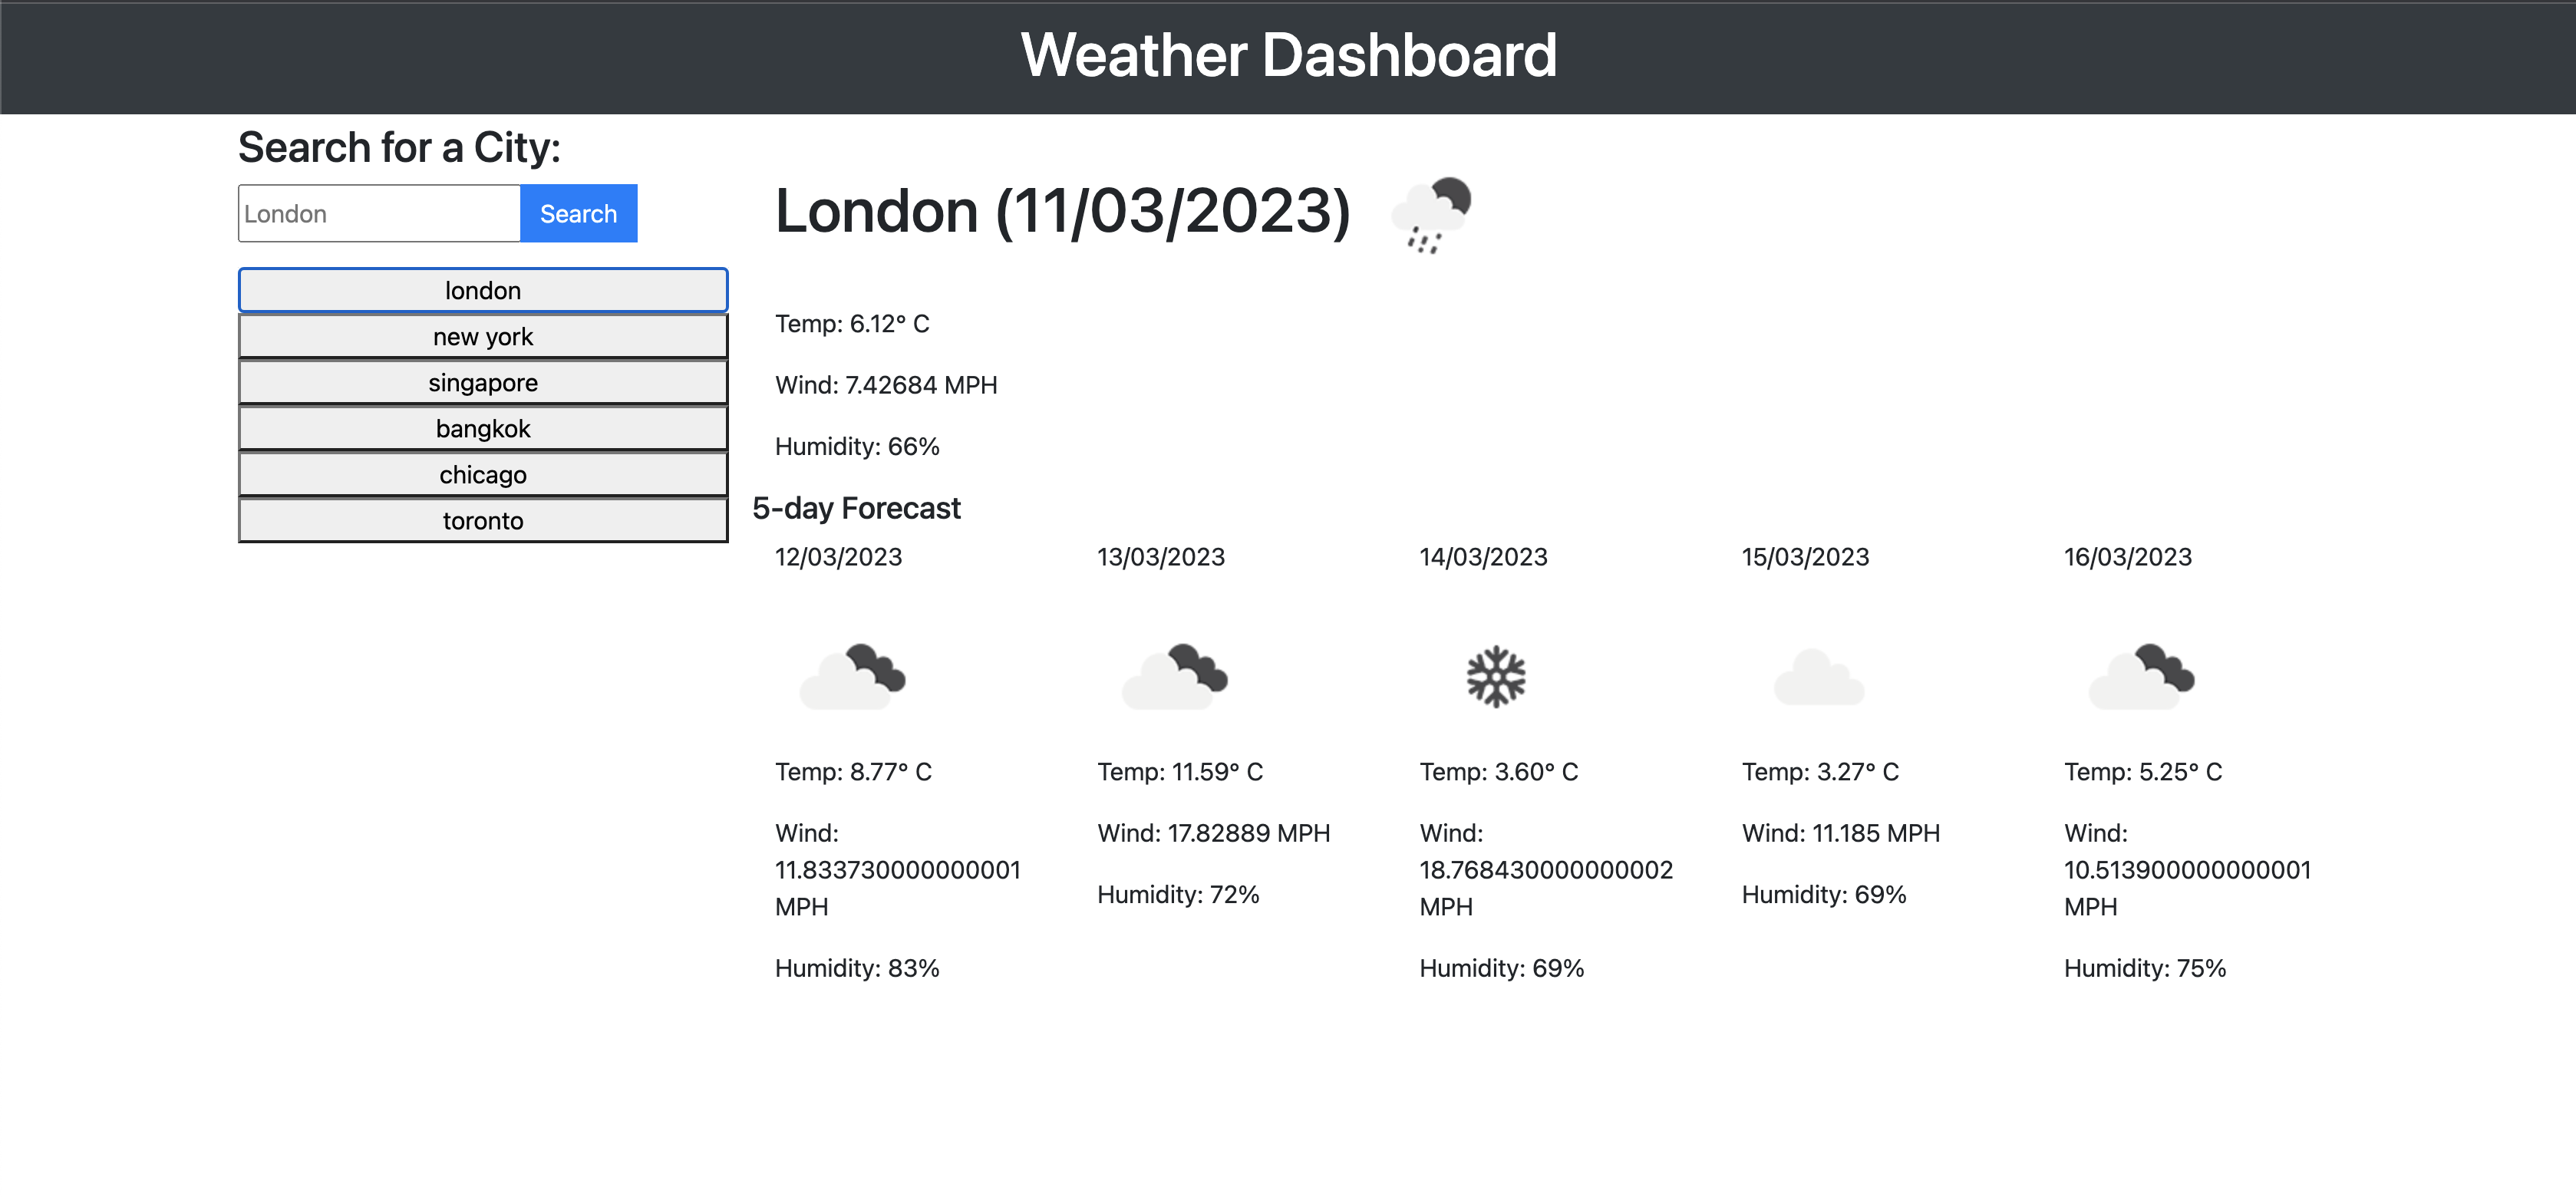 Weather Dashboard
Search for a City:
London
Search
london
new york
singapore
bangkok
chicago
toronto
London (11/03/2023)
Temp: 6.12° C
Wind: 7.42684 MPH
Humidity: 66%
5-day Forecast
12/03/2023
Temp: 8.77° C
Wind:
11.833730000000001
MPH
Humidity: 83%
13/03/2023
Temp: 11.59° C
Wind: 17.82889 MPH
Humidity: 72%
14/03/2023
Temp: 3.60° C
Wind:
18.768430000000002
MPH
Humidity: 69%
15/03/2023
Temp: 3.27° C
Wind: 11.185 MPH
Humidity: 69%
16/03/2023
Temp: 5.25° C
Wind:
10.513900000000001
MPH
Humidity: 75%